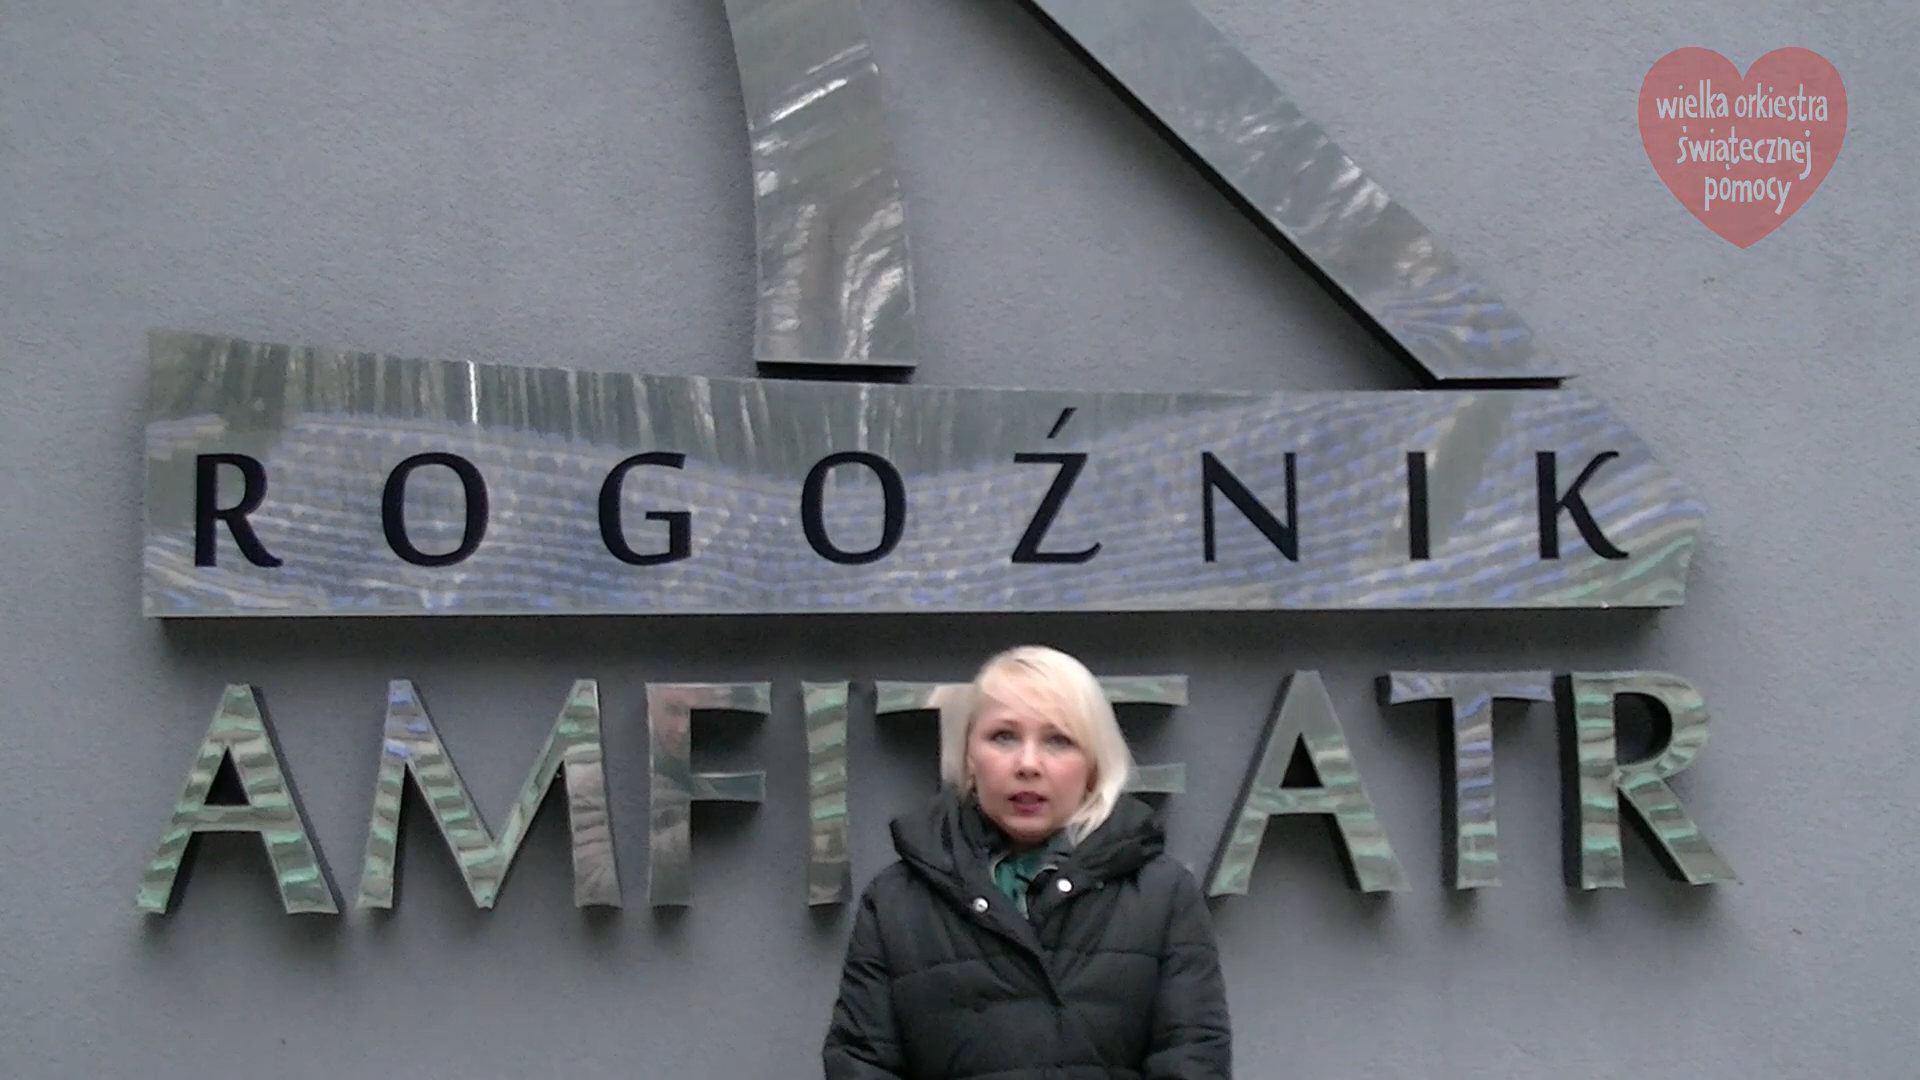 wielka orkiestra
świątecznej
pomocy
ROGOŹNIK
AMFITEATR